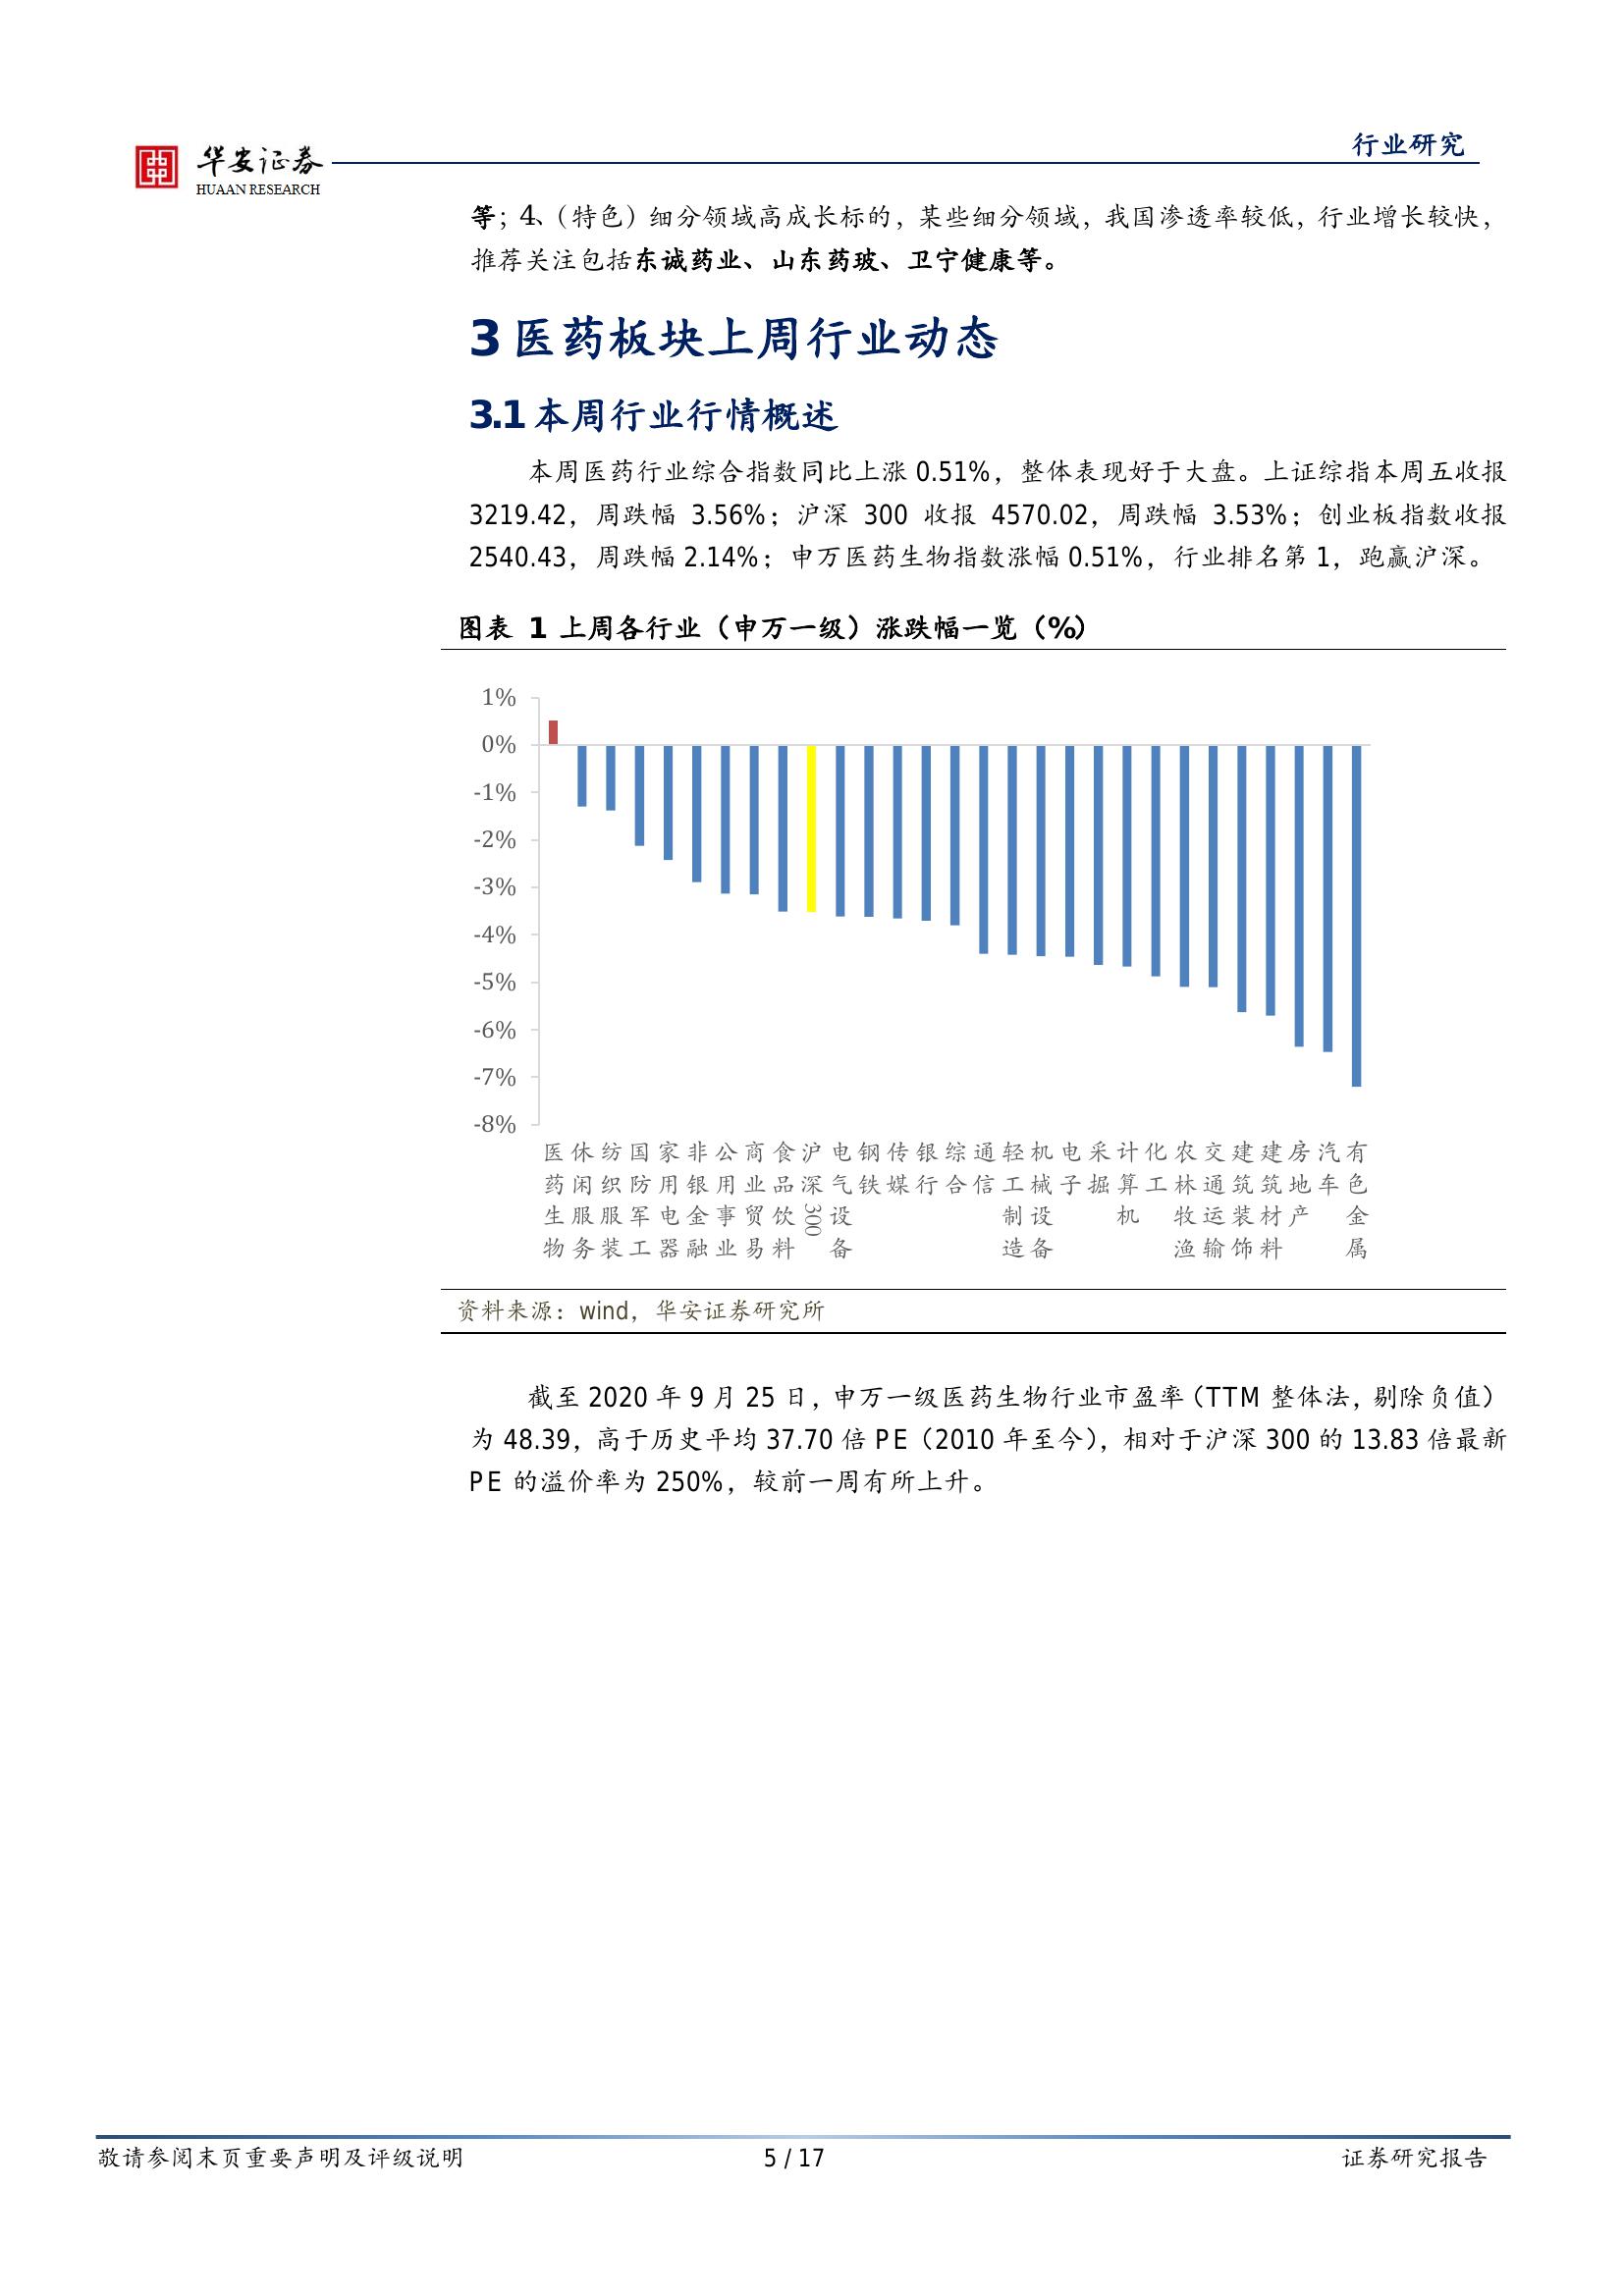 华安证券
HUAAN RESEARCH
行业研究
等；4、（特色）细分领域高成长标的，某些细分领域，我国渗透率较低，行业增长较快，
推荐关注包括东诚药业、山东药玻、卫宁健康等。
3 医药板块上周行业动态
3.1 本周行业行情概述
本周医药行业综合指数同比上涨 0.51%，整体表现好于大盘。上证综指本周五收报
3219.42，周跌幅 3.56%；沪深 300 收报 4570.02，周跌幅 3.53%；创业板指数收报
2540.43，周跌幅 2.14%；申万医药生物指数涨幅 0.51%，行业排名第 1，跑赢沪深。
图表 1 上周各行业（申万一级）涨跌幅一览（%）
1%
0%
-1%
-2%
-3%
-4%
-5%
-6%
-7%
-8%
医药生物
休闲服务
纺织服装
国防军工
家用电器
非银金融
公用事业
商业贸易
食品饮料
沪深300
电气设备
钢铁
传媒
银行
综合
通信
轻工制造
机械设备
电子
采掘
计算机
化工
农林牧渔
交通运输
建筑装饰
建筑材料
房地产
汽车
有色金属
资料来源：wind，华安证券研究所
截至 2020 年 9 月 25 日，申万一级医药生物行业市盈率（TTM 整体法，剔除负值）
为 48.39，高于历史平均 37.70 倍 PE（2010 年至今），相对于沪深 300 的 13.83 倍最新
PE 的溢价率为 250%，较前一周有所上升。
敬请参阅末页重要声明及评级说明
5 / 17
证券研究报告